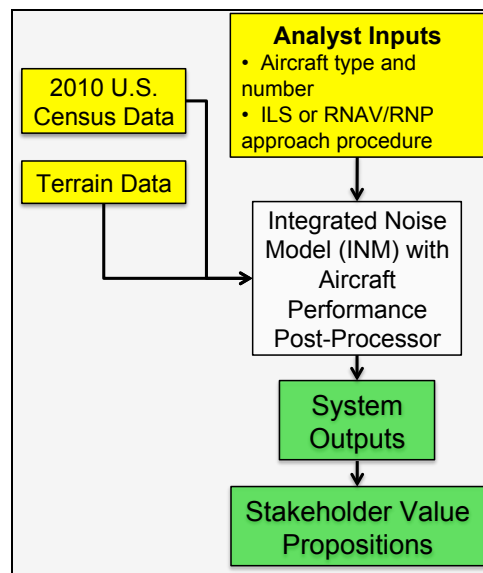 Analyst Inputs
• Aircraft type and
number
• ILS or RNAV/RNP
approach procedure
2010 U.S.
Census Data
Terrain Data
Integrated Noise
Model (INM) with
Aircraft
Performance
Post-Processor
System
Outputs
Stakeholder Value
Propositions